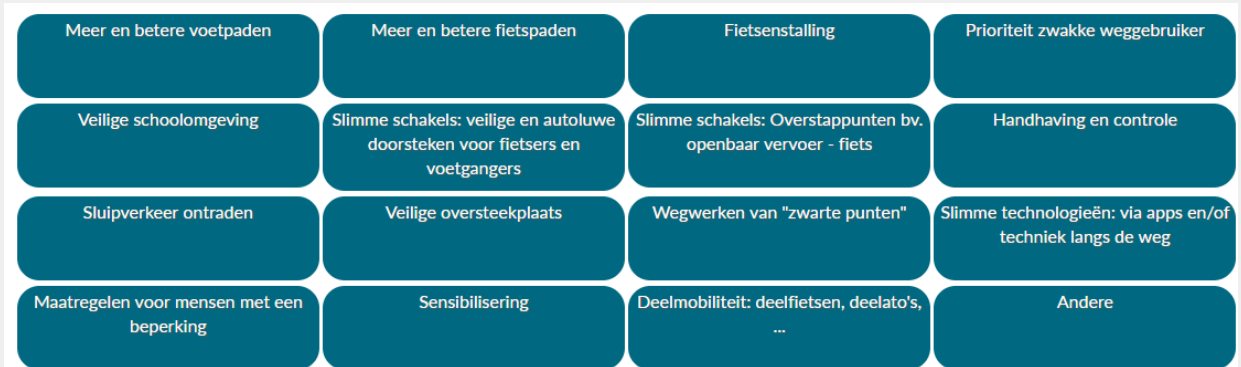 Meer en betere voetpaden
Meer en betere fietspaden
Fietsenstalling
Prioriteit zwakke weggebruiker
Veilige schoolomgeving
Slimme schakels: veilige en autoluwe
doorsteken voor fietsers en
voetgangers
Slimme schakels: Overstappunten bv.
openbaar vervoer - fiets
Handhaving en controle
Sluipverkeer ontraden
Veilige oversteekplaats
Wegwerken van "zwarte punten"
Slimme technologieën: via apps en/of
techniek langs de weg
Maatregelen voor mensen met een
beperking
Sensibilisering
Deelmobiliteit: deelfietsen, deelato's,
...
Andere